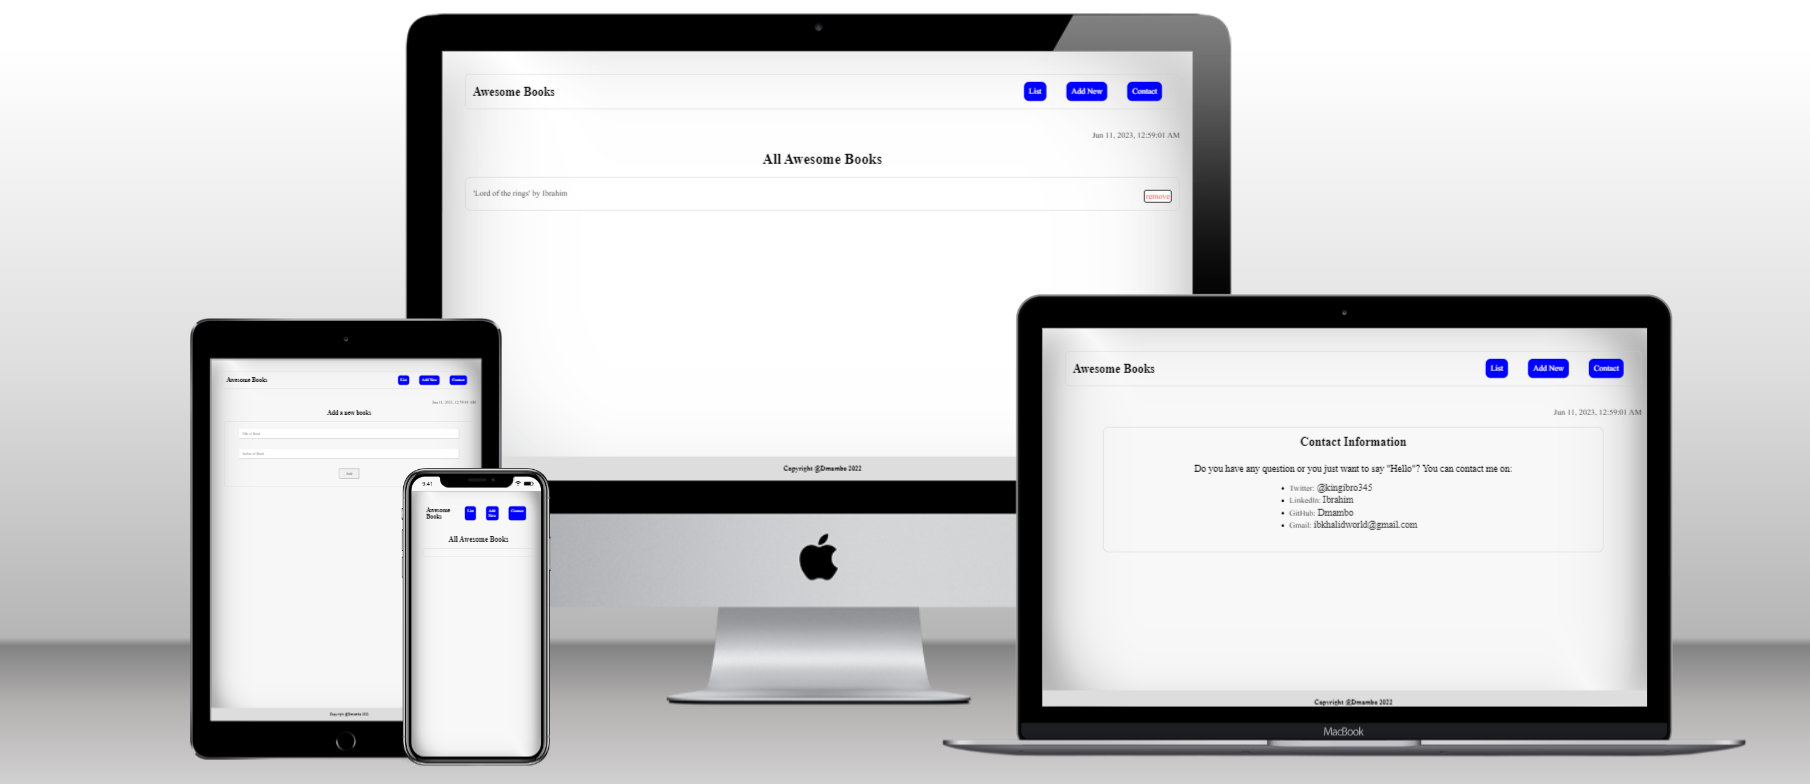 Awesome Books
List
Add New
Contact
Jun 11, 2023, 12:59:01 AM
All Awesome Books
'Lord of the rings' by Ibrahim
remove
Copyright @Dmambo 2022
Awesome Books
List
Add New
Contact
Jun 11, 2023, 12:59:01 AM
Add a new books
Title of Book
Author of Book
Add
Copyright @Dmambo 2022
9:41
Awesome
Books
List
Add
New
Contact
All Awesome Books
Awesome Books
List
Add New
Contact
Jun 11, 2023, 12:59:01 AM
Contact Information
Do you have any question or you just want to say "Hello"? You can contact me on:
Twitter: @kingibro345
LinkedIn: Ibrahim
GitHub: Dmambo
Gmail: ibkhalidworld@gmail.com
Copyright @Dmambo 2022
MacBook